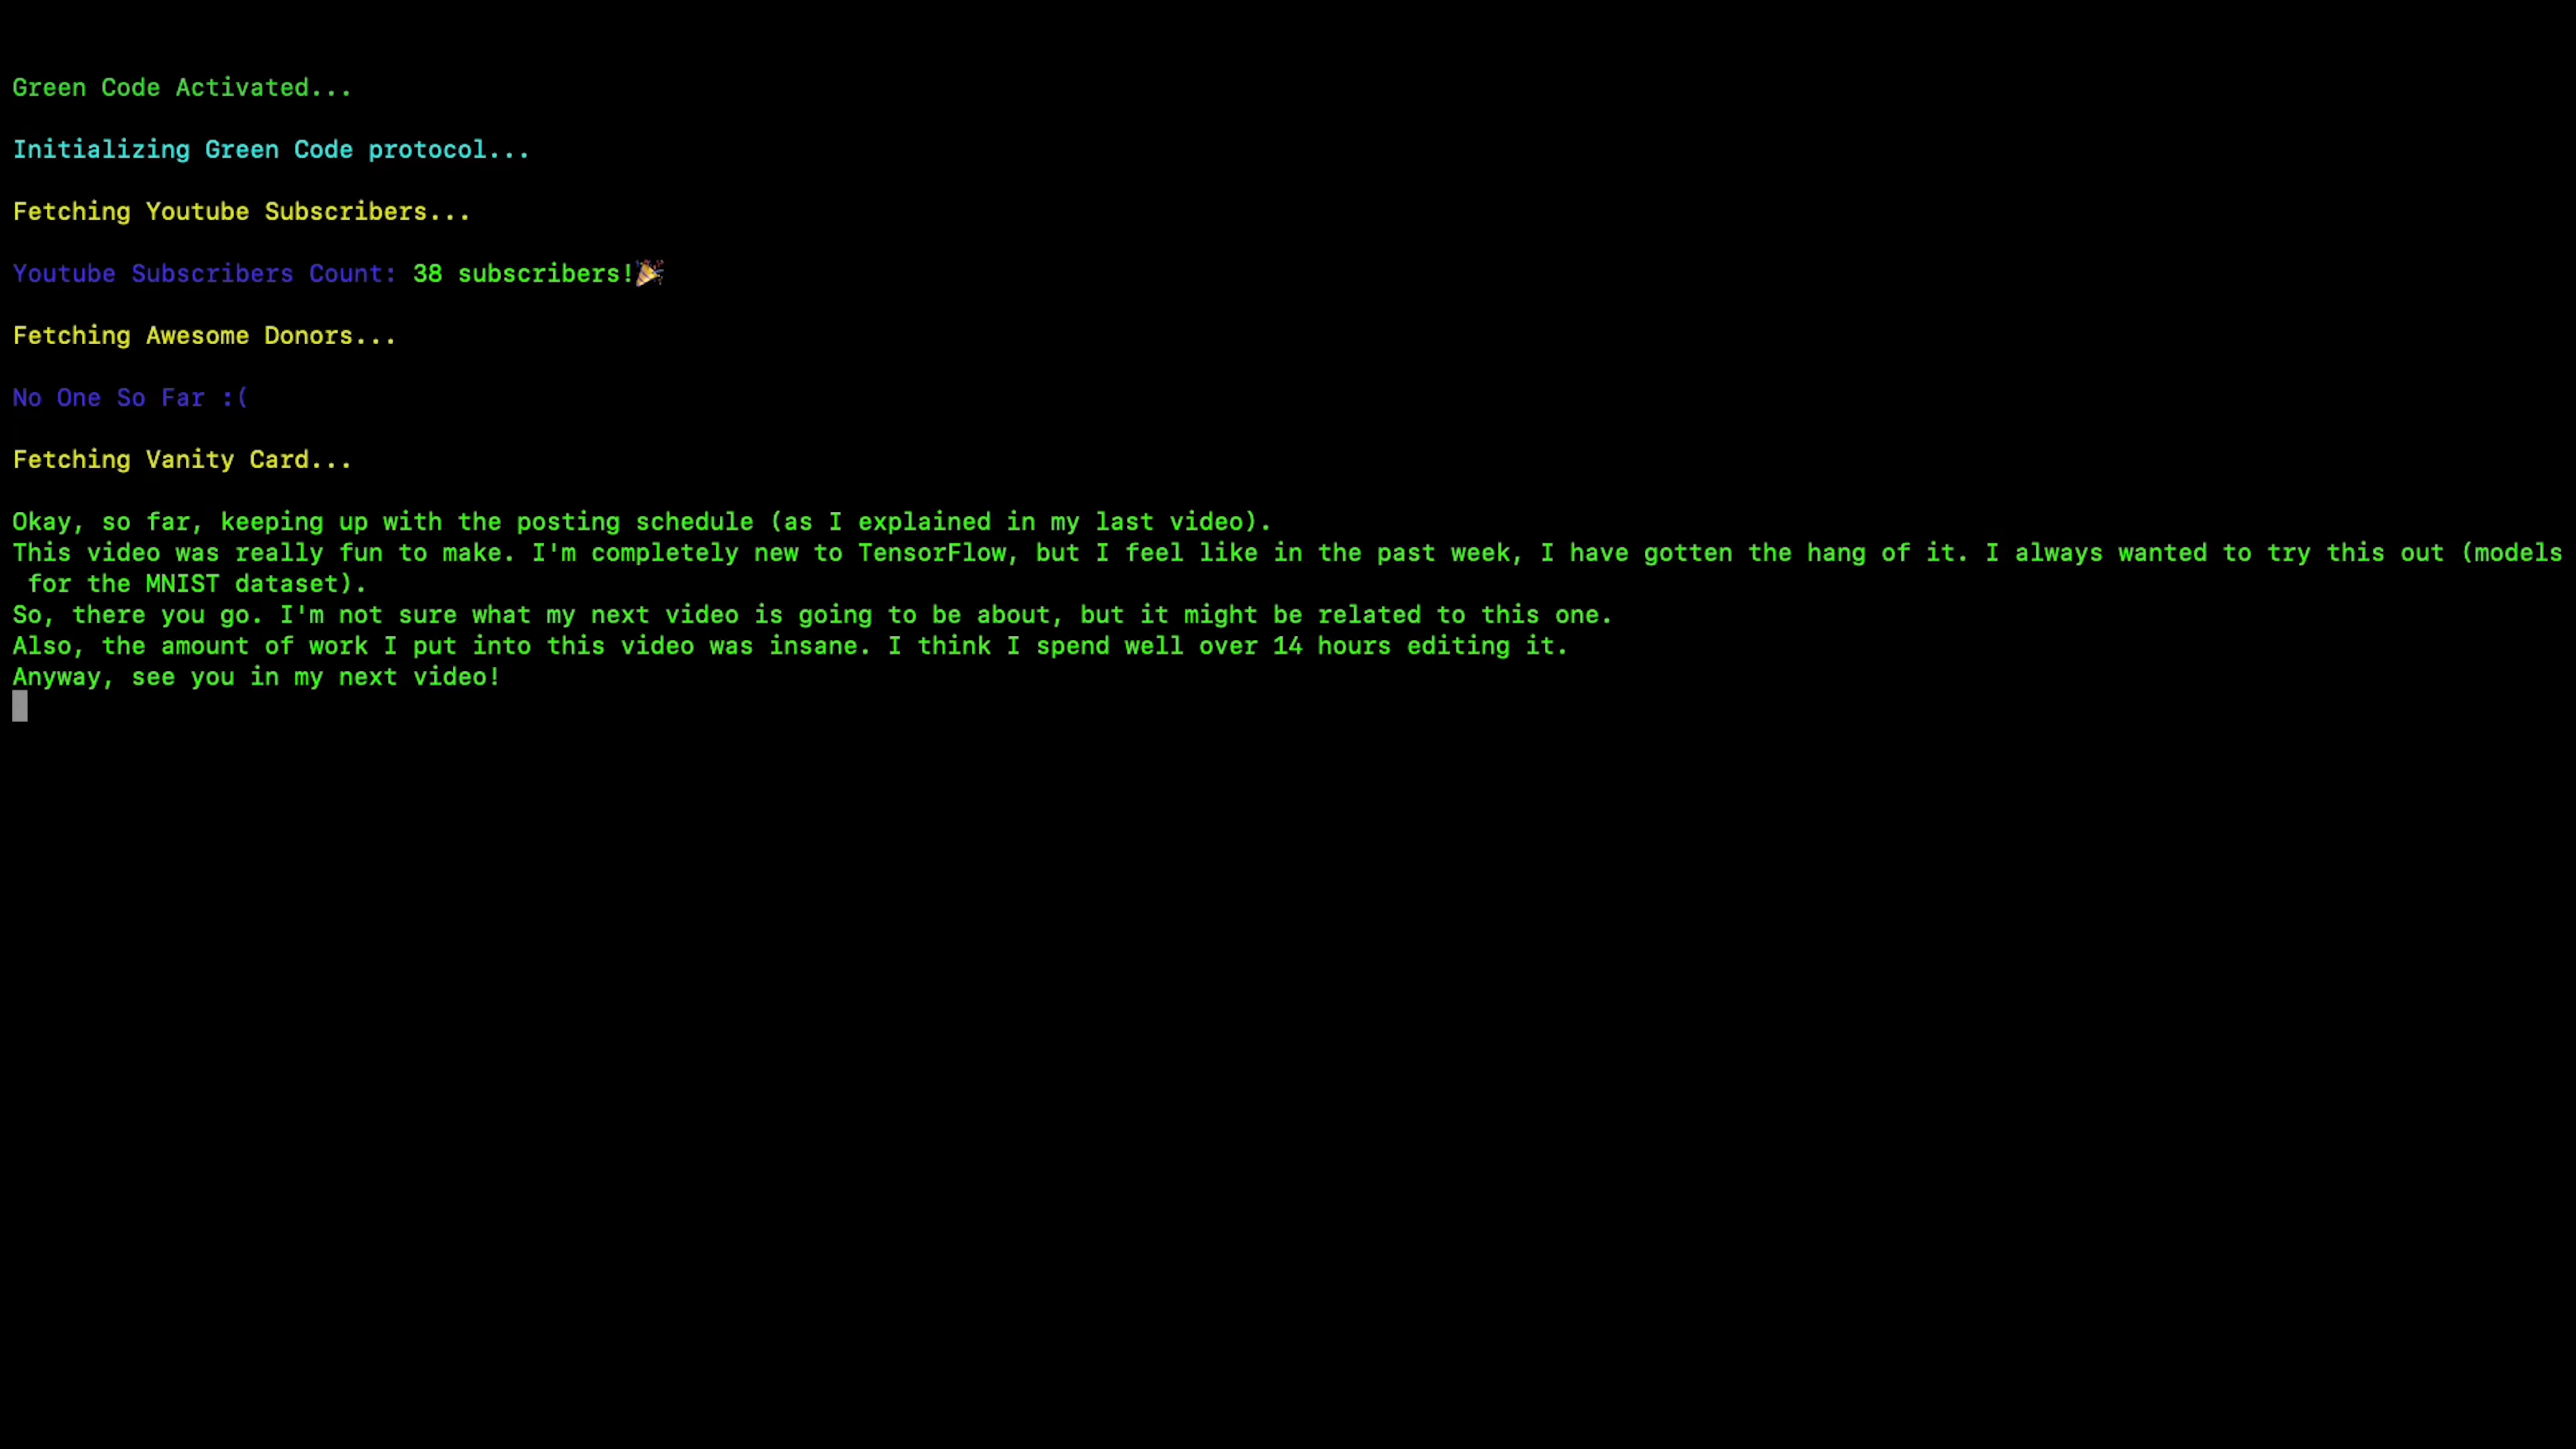 Green Code Activated...
Initializing Green Code protocol...
Fetching Youtube Subscribers...
Youtube Subscribers Count: 38 subscribers!🎉
Fetching Awesome Donors...
No One So Far :(
Fetching Vanity Card...
Okay, so far, keeping up with the posting schedule (as I explained in my last video).
This video was really fun to make. I'm completely new to TensorFlow, but I feel like in the past week, I have gotten the hang of it. I always wanted to try this out (models
for the MNIST dataset).
So, there you go. I'm not sure what my next video is going to be about, but it might be related to this one.
Also, the amount of work I put into this video was insane. I think I spend well over 14 hours editing it.
Anyway, see you in my next video!